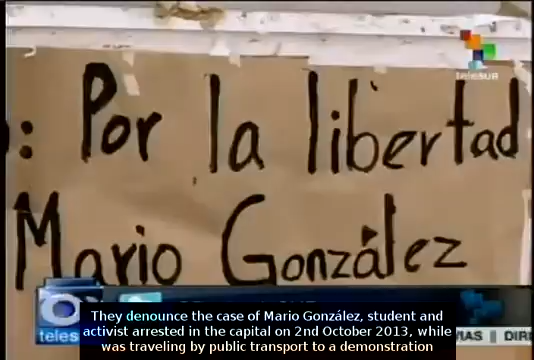 telesur
: Por la libertad
Mario González
They denounce the case of Mario González, student and
activist arrested in the capital on 2nd October 2013, while
was traveling by public transport to a demonstration
teles
DIR